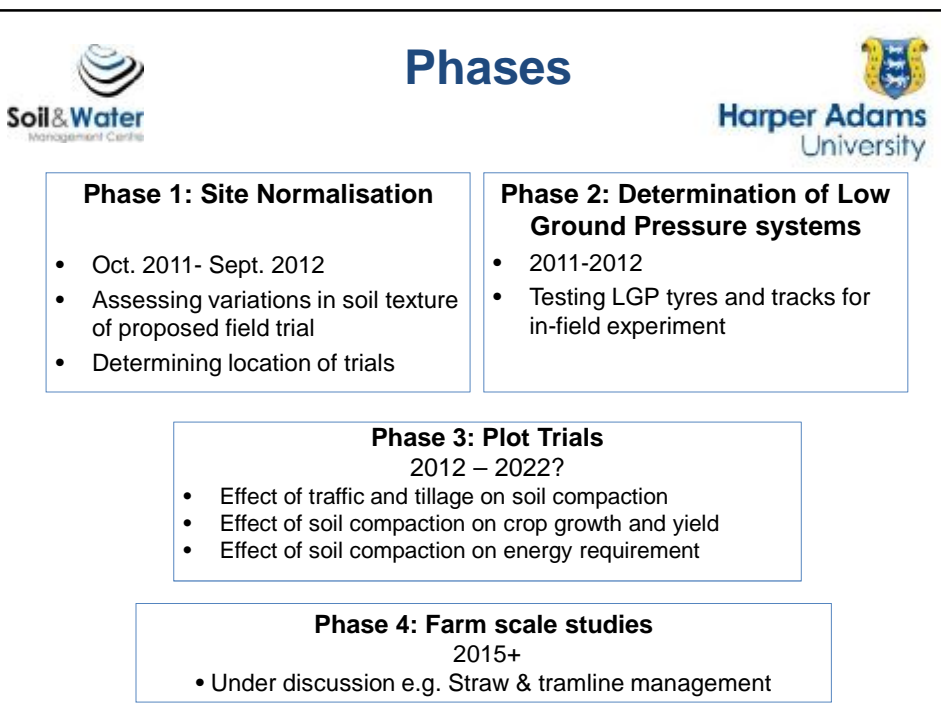 Phases
Soil&Water
Management Centre
Harper Adams
University
Phase 1: Site Normalisation
• Oct. 2011- Sept. 2012
• Assessing variations in soil texture
of proposed field trial
• Determining location of trials
Phase 2: Determination of Low
Ground Pressure systems
• 2011-2012
• Testing LGP tyres and tracks for
in-field experiment
Phase 3: Plot Trials
2012 – 2022?
• Effect of traffic and tillage on soil compaction
• Effect of soil compaction on crop growth and yield
• Effect of soil compaction on energy requirement
Phase 4: Farm scale studies
2015+
• Under discussion e.g. Straw & tramline management